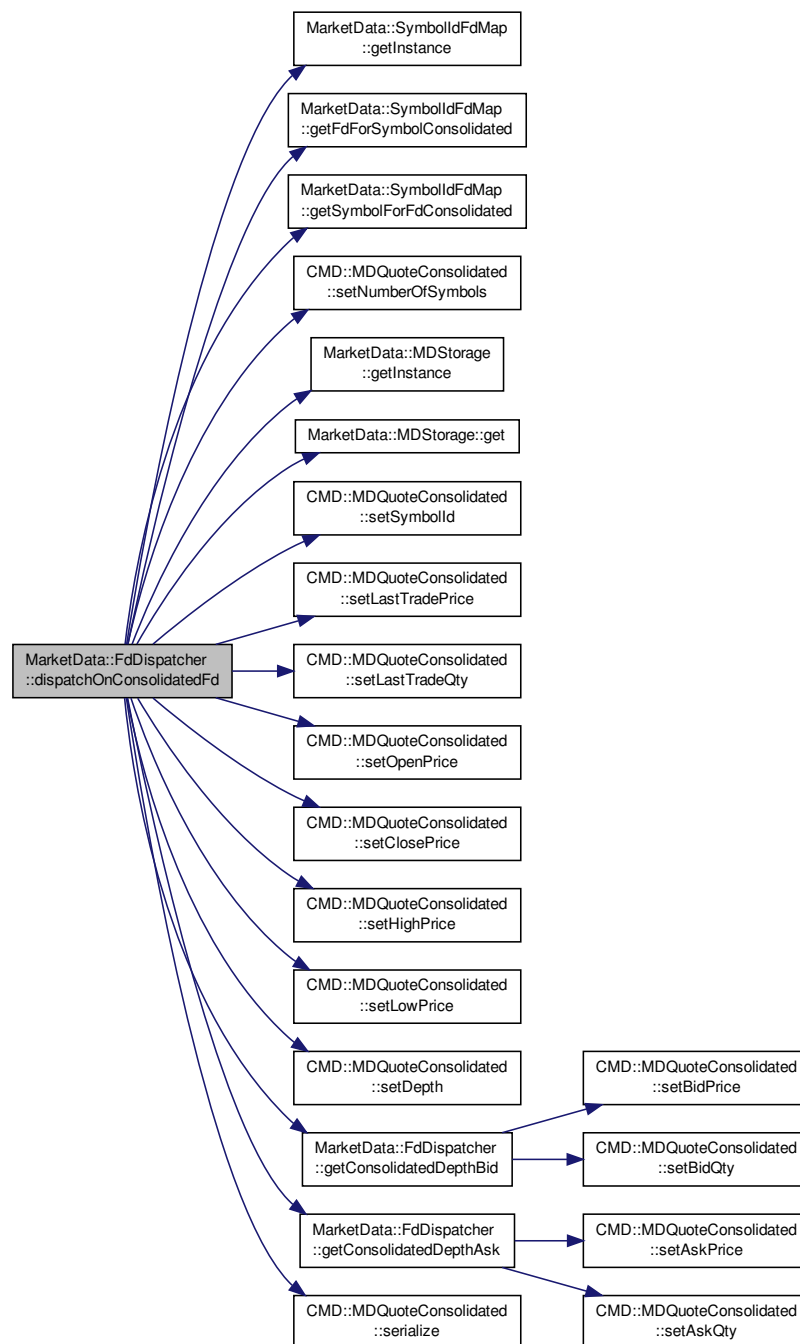 MarketData::SymbolIdFdMap
::getInstance
MarketData::SymbolIdFdMap
::getFdForSymbolConsolidated
MarketData::SymbolIdFdMap
::getSymbolForFdConsolidated
CMD::MDQuoteConsolidated
::setNumberOfSymbols
MarketData::MDStorage
::getInstance
MarketData::MDStorage::get
CMD::MDQuoteConsolidated
::setSymbolId
CMD::MDQuoteConsolidated
::setLastTradePrice
MarketData::FdDispatcher
::dispatchOnConsolidatedFd
CMD::MDQuoteConsolidated
::setLastTradeQty
CMD::MDQuoteConsolidated
::setOpenPrice
CMD::MDQuoteConsolidated
::setClosePrice
CMD::MDQuoteConsolidated
::setHighPrice
CMD::MDQuoteConsolidated
::setLowPrice
CMD::MDQuoteConsolidated
::setDepth
CMD::MDQuoteConsolidated
::setBidPrice
MarketData::FdDispatcher
::getConsolidatedDepthBid
CMD::MDQuoteConsolidated
::setBidQty
MarketData::FdDispatcher
::getConsolidatedDepthAsk
CMD::MDQuoteConsolidated
::setAskPrice
CMD::MDQuoteConsolidated
::serialize
CMD::MDQuoteConsolidated
::setAskQty